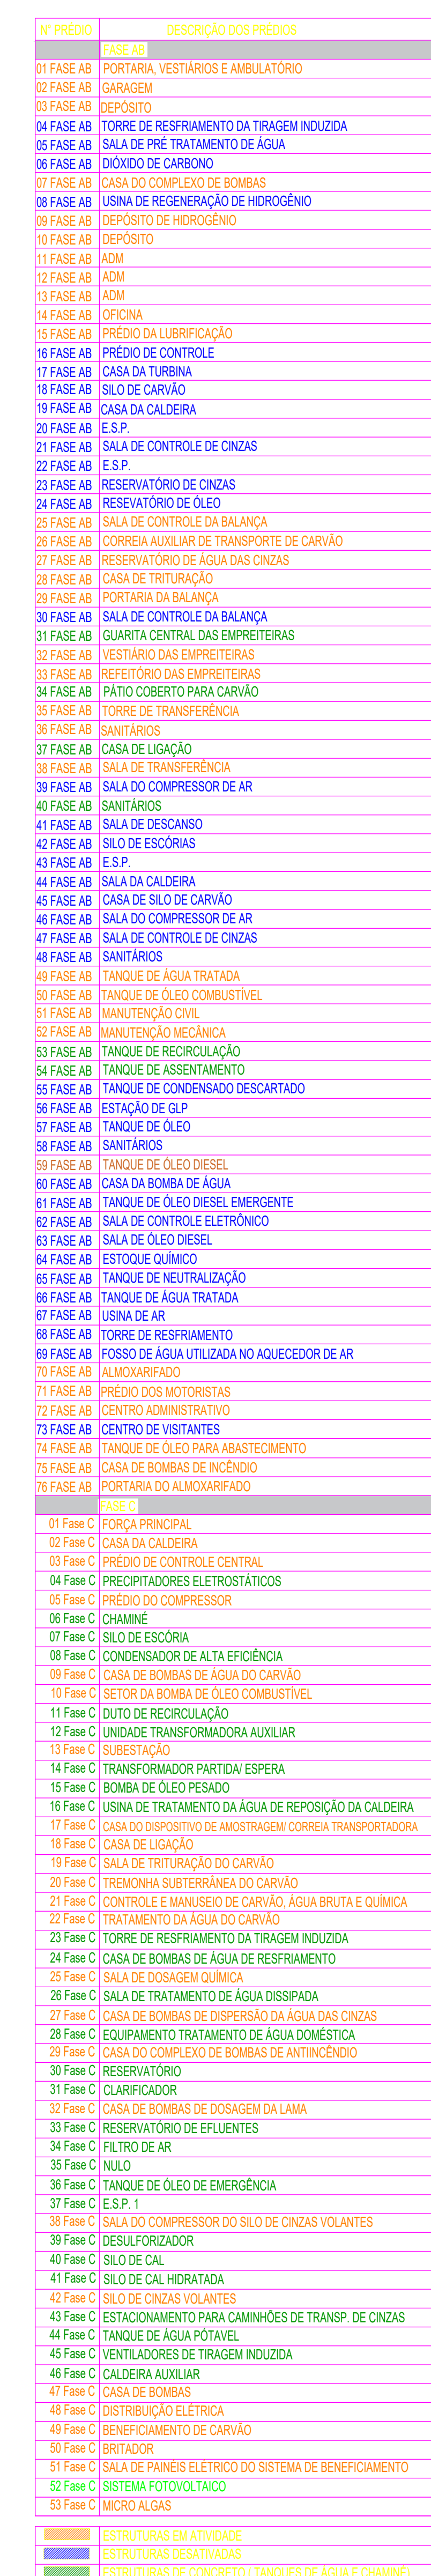 N° PRÉDIO DESCRIÇÃO DOS PRÉDIOS
FASE AB
01 FASE AB PORTARIA, VESTIÁRIOS E AMBULATÓRIO
02 FASE AB GARAGEM
03 FASE AB DEPÓSITO
04 FASE AB TORRE DE RESFRIAMENTO DA TIRAGEM INDUZIDA
05 FASE AB SALA DE PRÉ TRATAMENTO DE ÁGUA
06 FASE AB DIÓXIDO DE CARBONO
07 FASE AB CASA DO COMPLEXO DE BOMBAS
08 FASE AB USINA DE REGENERAÇÃO DE HIDROGÊNIO
09 FASE AB DEPÓSITO DE HIDROGÊNIO
10 FASE AB DEPÓSITO
11 FASE AB ADM
12 FASE AB ADM
13 FASE AB ADM
14 FASE AB OFICINA
15 FASE AB PRÉDIO DA LUBRIFICAÇÃO
16 FASE AB PRÉDIO DE CONTROLE
17 FASE AB CASA DA TURBINA
18 FASE AB SILO DE CARVÃO
19 FASE AB CASA DA CALDEIRA
20 FASE AB E.S.P.
21 FASE AB SALA DE CONTROLE DE CINZAS
22 FASE AB E.S.P.
23 FASE AB RESERVATÓRIO DE CINZAS
24 FASE AB RESEVATÓRIO DE ÓLEO
25 FASE AB SALA DE CONTROLE DA BALANÇA
26 FASE AB CORREIA AUXILIAR DE TRANSPORTE DE CARVÃO
27 FASE AB RESERVATÓRIO DE ÁGUA DAS CINZAS
28 FASE AB CASA DE TRITURAÇÃO
29 FASE AB PORTARIA DA BALANÇA
30 FASE AB SALA DE CONTROLE DA BALANÇA
31 FASE AB GUARITA CENTRAL DAS EMPREITEIRAS
32 FASE AB VESTIÁRIO DAS EMPREITEIRAS
33 FASE AB REFEITÓRIO DAS EMPREITEIRAS
34 FASE AB PÁTIO COBERTO PARA CARVÃO
35 FASE AB TORRE DE TRANSFERÊNCIA
36 FASE AB SANITÁRIOS
37 FASE AB CASA DE LIGAÇÃO
38 FASE AB SALA DE TRANSFERÊNCIA
39 FASE AB SALA DO COMPRESSOR DE AR
40 FASE AB SANITÁRIOS
41 FASE AB SALA DE DESCANSO
42 FASE AB SILO DE ESCÓRIAS
43 FASE AB E.S.P.
44 FASE AB SALA DA CALDEIRA
45 FASE AB CASA DE SILO DE CARVÃO
46 FASE AB SALA DO COMPRESSOR DE AR
47 FASE AB SALA DE CONTROLE DE CINZAS
48 FASE AB SANITÁRIOS
49 FASE AB TANQUE DE ÁGUA TRATADA
50 FASE AB TANQUE DE ÓLEO COMBUSTÍVEL
51 FASE AB MANUTENÇÃO CIVIL
52 FASE AB MANUTENÇÃO MECÂNICA
53 FASE AB TANQUE DE RECIRCULAÇÃO
54 FASE AB TANQUE DE ASSENTAMENTO
55 FASE AB TANQUE DE CONDENSADO DESCARTADO
56 FASE AB ESTAÇÃO DE GLP
57 FASE AB TANQUE DE ÓLEO
58 FASE AB SANITÁRIOS
59 FASE AB TANQUE DE ÓLEO DIESEL
60 FASE AB CASA DA BOMBA DE ÁGUA
61 FASE AB TANQUE DE ÓLEO DIESEL EMERGENTE
62 FASE AB SALA DE CONTROLE ELETRÔNICO
63 FASE AB SALA DE ÓLEO DIESEL
64 FASE AB ESTOQUE QUÍMICO
65 FASE AB TANQUE DE NEUTRALIZAÇÃO
66 FASE AB TANQUE DE ÁGUA TRATADA
67 FASE AB USINA DE AR
68 FASE AB TORRE DE RESFRIAMENTO
69 FASE AB FOSSO DE ÁGUA UTILIZADA NO AQUECEDOR DE AR
70 FASE AB ALMOXARIFADO
71 FASE AB PRÉDIO DOS MOTORISTAS
72 FASE AB CENTRO ADMINISTRATIVO
73 FASE AB CENTRO DE VISITANTES
74 FASE AB TANQUE DE ÓLEO PARA ABASTECIMENTO
75 FASE AB CASA DE BOMBAS DE INCÊNDIO
76 FASE AB PORTARIA DO ALMOXARIFADO
FASE C
01 Fase C FORÇA PRINCIPAL
02 Fase C CASA DA CALDEIRA
03 Fase C PRÉDIO DE CONTROLE CENTRAL
04 Fase C PRECIPITADORES ELETROSTÁTICOS
05 Fase C PRÉDIO DO COMPRESSOR
06 Fase C CHAMINÉ
07 Fase C SILO DE ESCÓRIA
08 Fase C CONDENSADOR DE ALTA EFICIÊNCIA
09 Fase C CASA DE BOMBAS DE ÁGUA DO CARVÃO
10 Fase C SETOR DA BOMBA DE ÓLEO COMBUSTÍVEL
11 Fase C DUTO DE RECIRCULAÇÃO
12 Fase C UNIDADE TRANSFORMADORA AUXILIAR
13 Fase C SUBESTAÇÃO
14 Fase C TRANSFORMADOR PARTIDA/ ESPERA
15 Fase C BOMBA DE ÓLEO PESADO
16 Fase C USINA DE TRATAMENTO DA ÁGUA DE REPOSIÇÃO DA CALDEIRA
17 Fase C CASA DO DISPOSITIVO DE AMOSTRAGEM/ CORREIA TRANSPORTADORA
18 Fase C CASA DE LIGAÇÃO
19 Fase C SALA DE TRITURAÇÃO DO CARVÃO
20 Fase C TREMONHA SUBTERRÂNEA DO CARVÃO
21 Fase C CONTROLE E MANUSEIO DE CARVÃO, ÁGUA BRUTA E QUÍMICA
22 Fase C TRATAMENTO DA ÁGUA DO CARVÃO
23 Fase C TORRE DE RESFRIAMENTO DA TIRAGEM INDUZIDA
24 Fase C CASA DE BOMBAS DE ÁGUA DE RESFRIAMENTO
25 Fase C SALA DE DOSAGEM QUÍMICA
26 Fase C SALA DE TRATAMENTO DE ÁGUA DISSIPADA
27 Fase C CASA DE BOMBAS DE DISPERSÃO DA ÁGUA DAS CINZAS
28 Fase C EQUIPAMENTO TRATAMENTO DE ÁGUA DOMÉSTICA
29 Fase C CASA DO COMPLEXO DE BOMBAS DE ANTIINCÊNDIO
30 Fase C RESERVATÓRIO
31 Fase C CLARIFICADOR
32 Fase C CASA DE BOMBAS DE DOSAGEM DA LAMA
33 Fase C RESERVATÓRIO DE EFLUENTES
34 Fase C FILTRO DE AR
35 Fase C NULO
36 Fase C TANQUE DE ÓLEO DE EMERGÊNCIA
37 Fase C E.S.P. 1
38 Fase C SALA DO COMPRESSOR DO SILO DE CINZAS VOLANTES
39 Fase C DESULFORIZADOR
40 Fase C SILO DE CAL
41 Fase C SILO DE CAL HIDRATADA
42 Fase C SILO DE CINZAS VOLANTES
43 Fase C ESTACIONAMENTO PARA CAMINHÕES DE TRANSP. DE CINZAS
44 Fase C TANQUE DE ÁGUA PÓTAVEL
45 Fase C VENTILADORES DE TIRAGEM INDUZIDA
46 Fase C CALDEIRA AUXILIAR
47 Fase C CASA DE BOMBAS
48 Fase C DISTRIBUIÇÃO ELÉTRICA
49 Fase C BENEFICIAMENTO DE CARVÃO
50 Fase C BRITADOR
51 Fase C SALA DE PAINÉIS ELÉTRICO DO SISTEMA DE BENEFICIAMENTO
52 Fase C SISTEMA FOTOVOLTAICO
53 Fase C MICRO ALGAS
ESTRUTURAS EM ATIVIDADE
ESTRUTURAS DESATIVADAS
ESTRUTURAS DE CONCRETO ( TANQUES DE ÁGUA E CHAMINÉ)